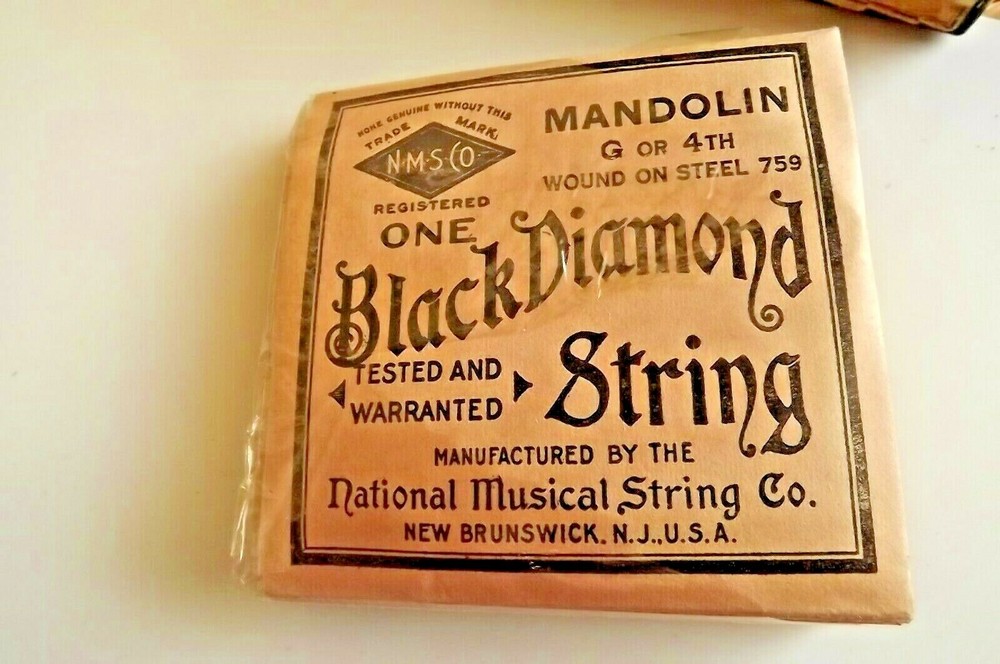 NONE GENUINE WITHOUT THIS
TRADE MARK
N·M·S·CO·
REGISTERED
MANDOLIN
G OR 4TH
WOUND ON STEEL 759
ONE
Black Diamond
String
TESTED AND
WARRANTED
MANUFACTURED BY THE
National Musical String Co.
NEW BRUNSWICK. N.J., U.S.A.